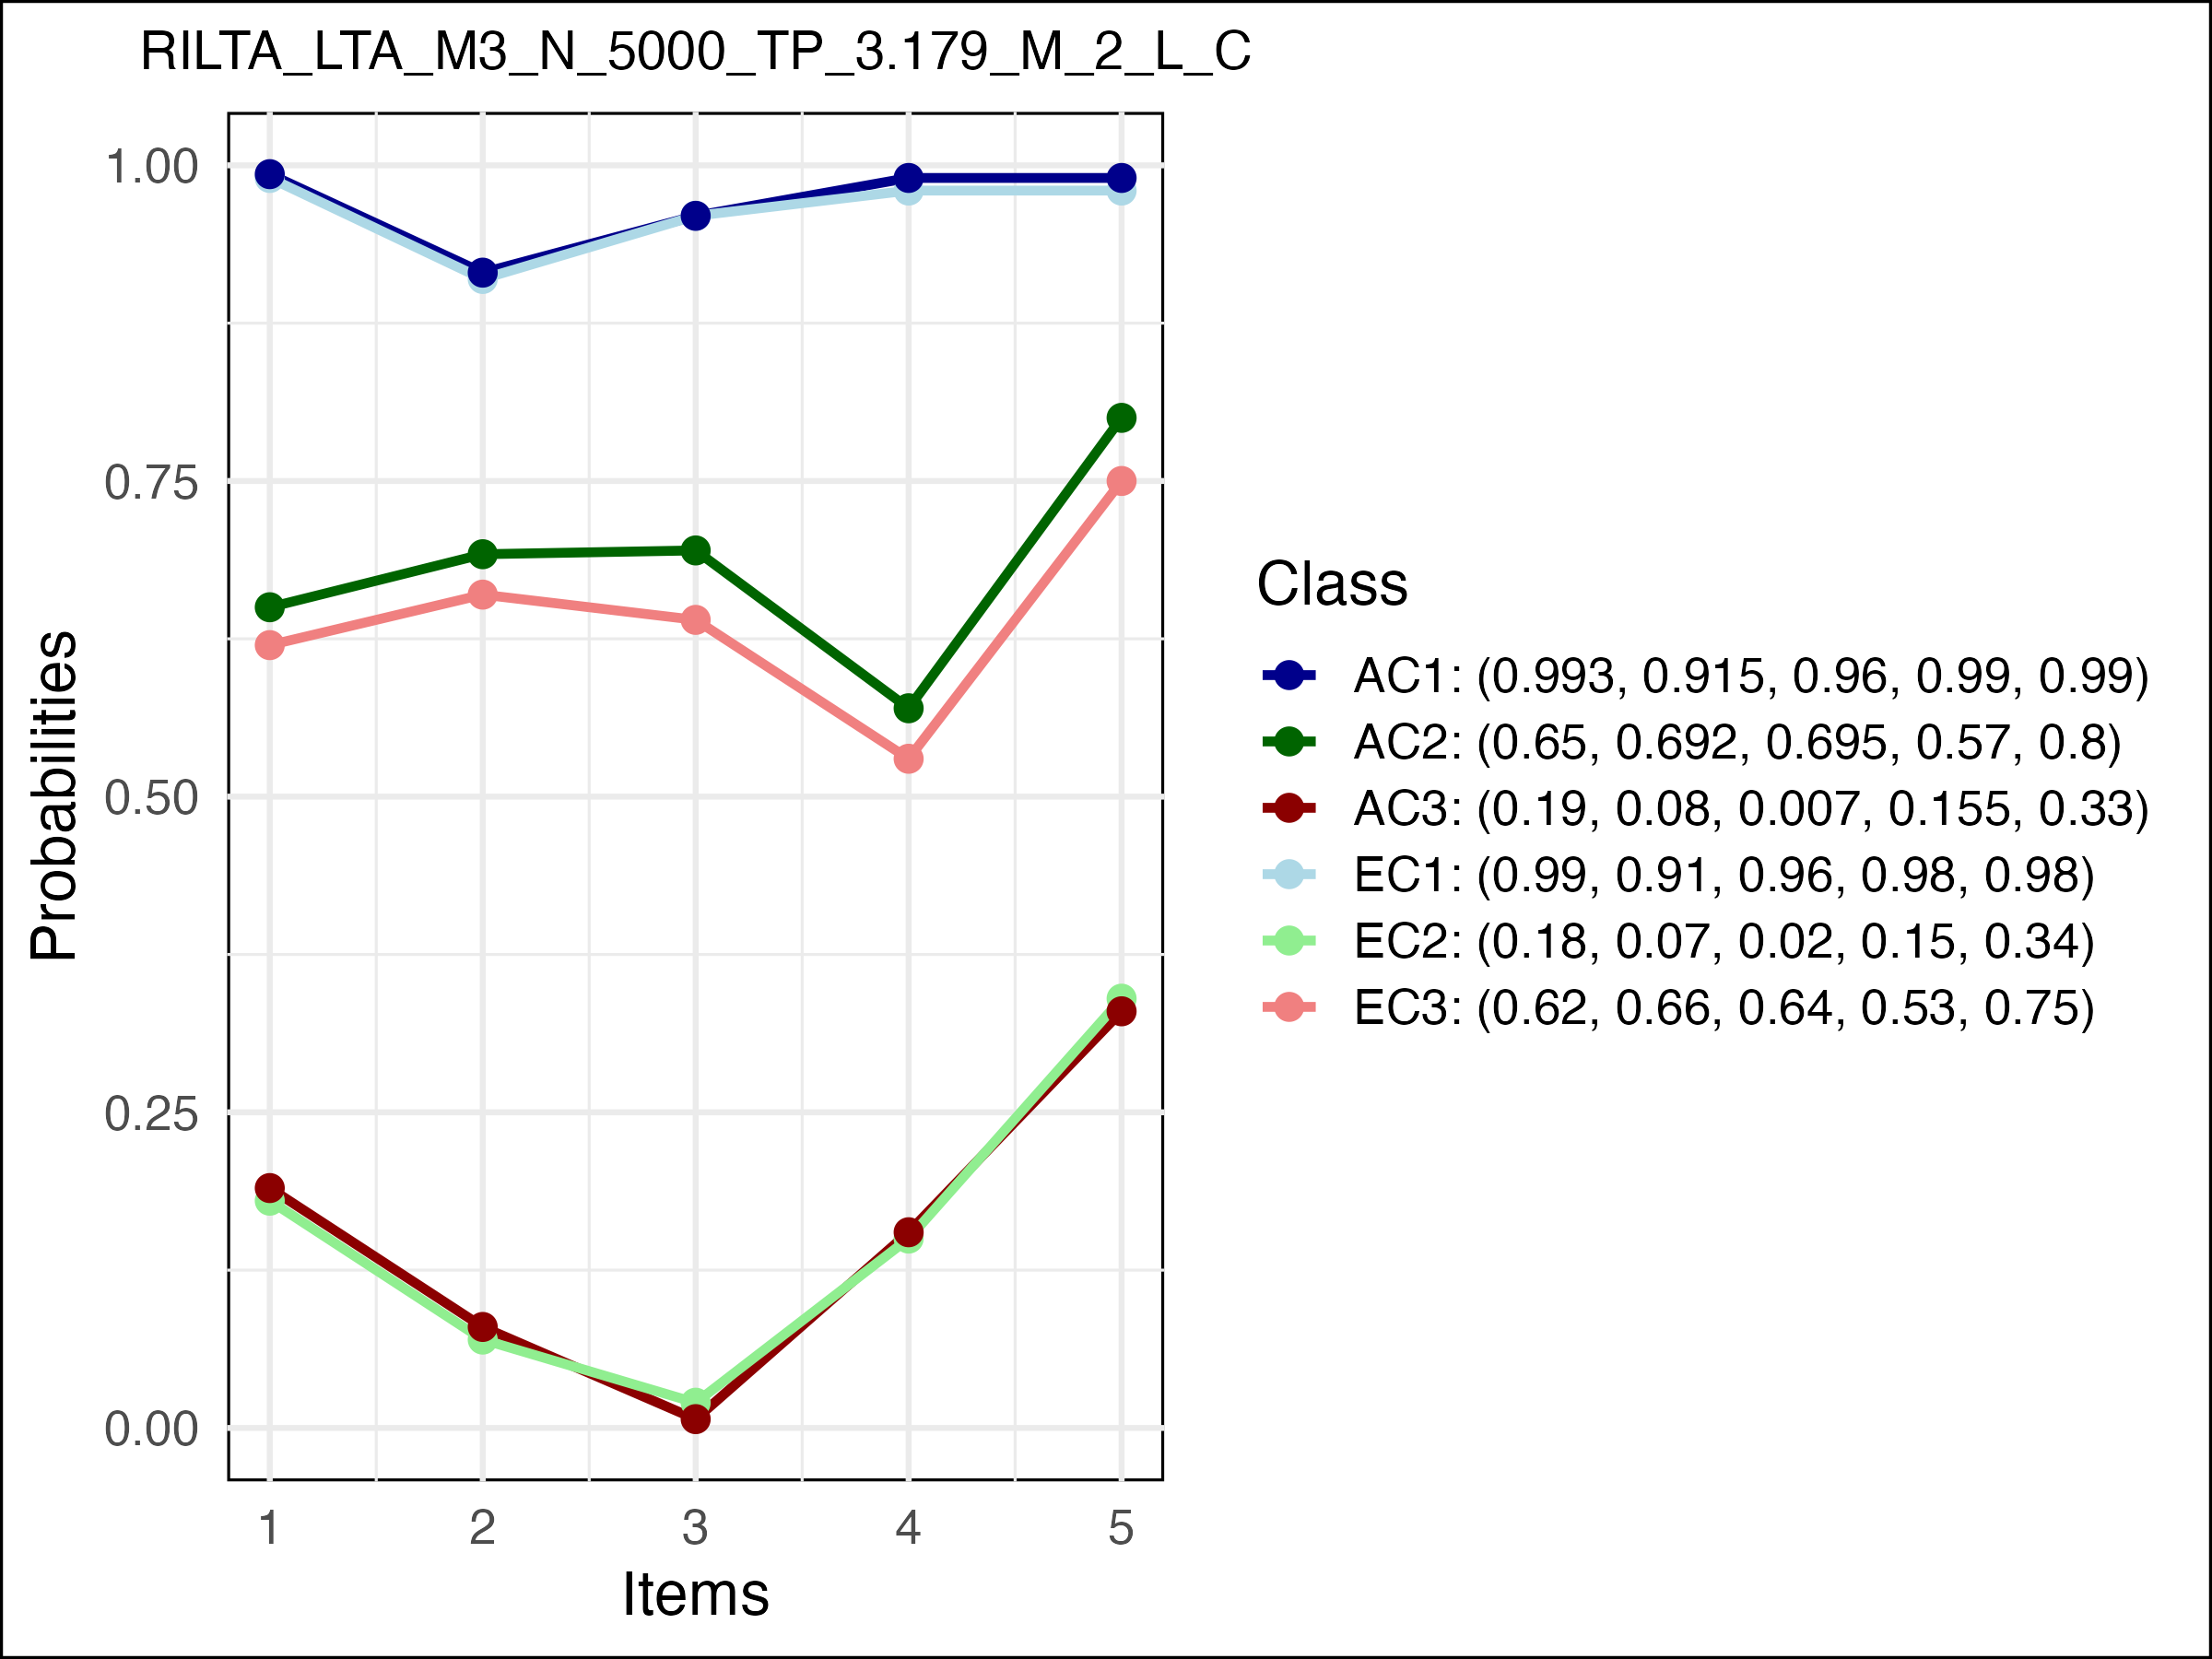 RILTA_LTA_M3_N_5000_TP_3.179_M_2_L_C
1.00
0.75
0.50
0.25
0.00
Probabilities
1 2 3 4 5
Items
Class
AC1: (0.993, 0.915, 0.96, 0.99, 0.99)
AC2: (0.65, 0.692, 0.695, 0.57, 0.8)
AC3: (0.19, 0.08, 0.007, 0.155, 0.33)
EC1: (0.99, 0.91, 0.96, 0.98, 0.98)
EC2: (0.18, 0.07, 0.02, 0.15, 0.34)
EC3: (0.62, 0.66, 0.64, 0.53, 0.75)